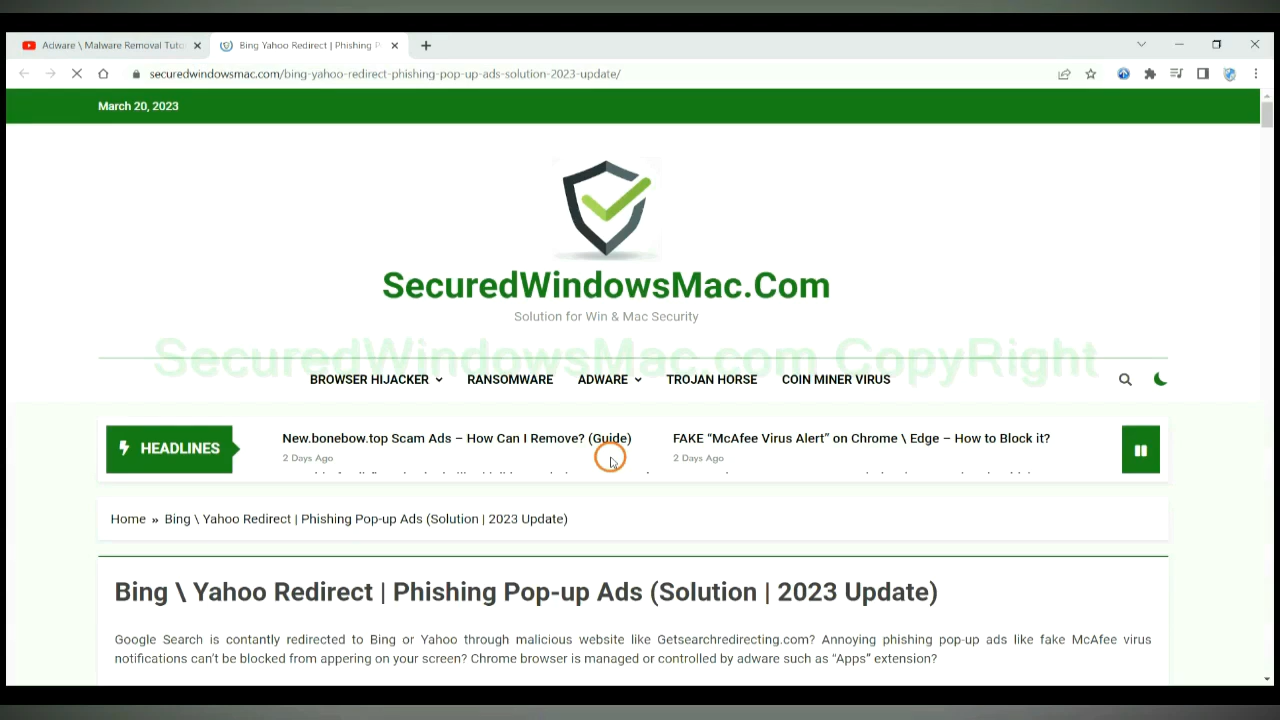 Adware \ Malware Removal Tuto
Bing Yahoo Redirect | Phishing P
securedwindowsmac.com/bing-yahoo-redirect-phishing-pop-up-ads-solution-2023-update/
March 20, 2023
SecuredWindowsMac.Com
Solution for Win & Mac Security
SecuredWindowsMac.com CopyRight
BROWSER HIJACKER
RANSOMWARE
ADWARE
TROJAN HORSE
COIN MINER VIRUS
HEADLINES
New.bonebow.top Scam Ads – How Can I Remove? (Guide)
2 Days Ago
FAKE “McAfee Virus Alert” on Chrome \ Edge – How to Block it?
2 Days Ago
Home » Bing \ Yahoo Redirect | Phishing Pop-up Ads (Solution | 2023 Update)
Bing \ Yahoo Redirect | Phishing Pop-up Ads (Solution | 2023 Update)
Google Search is contantly redirected to Bing or Yahoo through malicious website like Getsearchredirecting.com? Annoying phishing pop-up ads like fake McAfee virus
notifications can’t be blocked from appering on your screen? Chrome browser is managed or controlled by adware such as “Apps” extension?